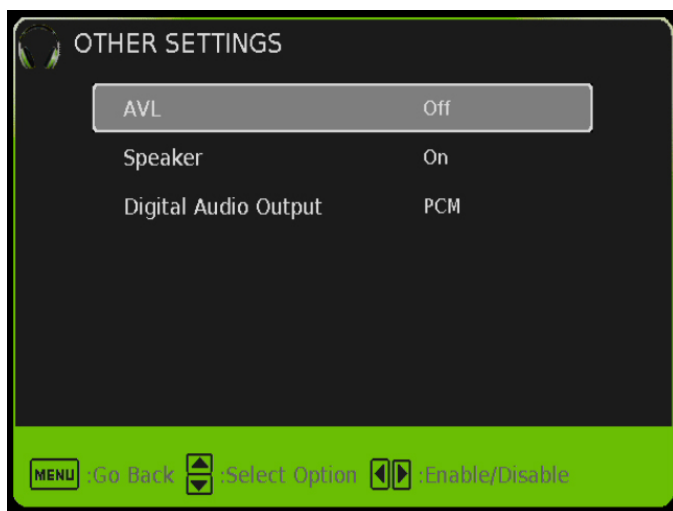 OTHER SETTINGS
AVL Off
Speaker On
Digital Audio Output PCM
MENU :Go Back :Select Option :Enable/Disable